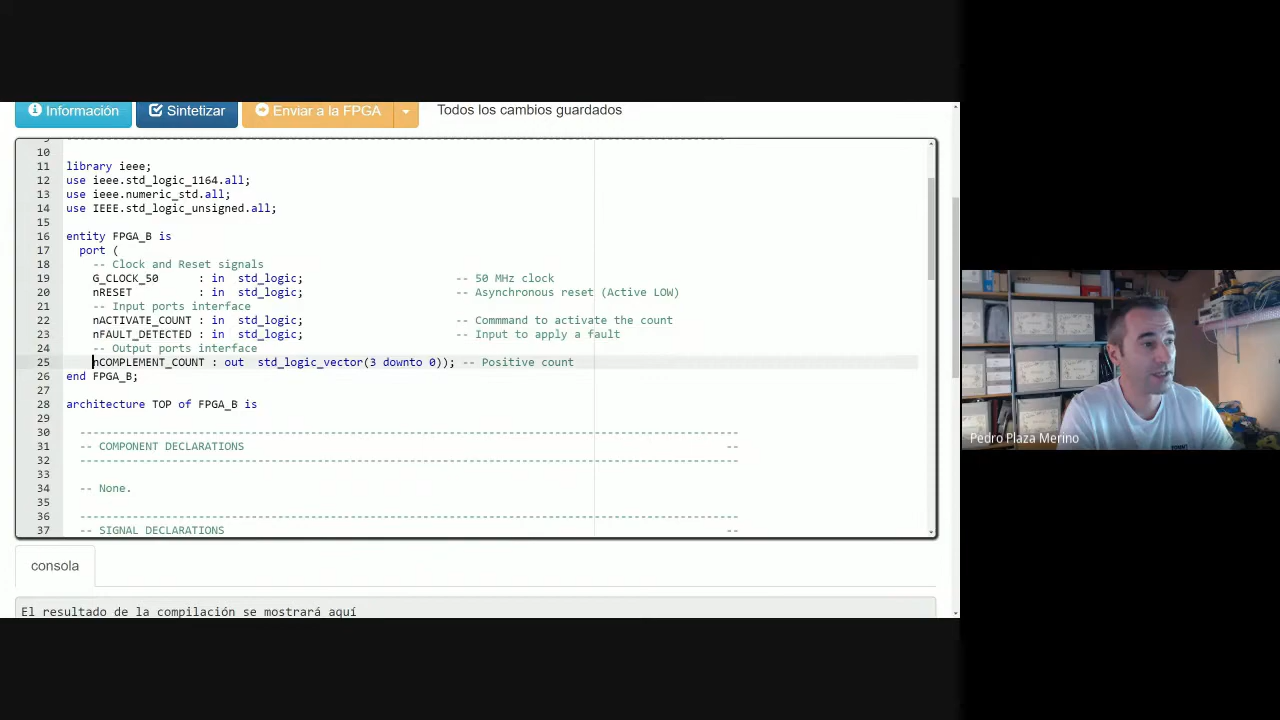 Información
Sintetizar
Enviar a la FPGA
Todos los cambios guardados
10
11 library ieee;
12 use ieee.std_logic_1164.all;
13 use ieee.numeric_std.all;
14 use IEEE.std_logic_unsigned.all;
15
16 entity FPGA_B is
17 port (
18 -- Clock and Reset signals
19 G_CLOCK_50 : in std_logic; -- 50 MHz clock
20 nRESET : in std_logic; -- Asynchronous reset (Active LOW)
21 -- Input ports interface
22 nACTIVATE_COUNT : in std_logic; -- Commmand to activate the count
23 nFAULT_DETECTED : in std_logic; -- Input to apply a fault
24 -- Output ports interface
25 nCOMPLEMENT_COUNT : out std_logic_vector(3 downto 0)); -- Positive count
26 end FPGA_B;
27
28 architecture TOP of FPGA_B is
29
30 ----------------------------------------------------------------------------------------------------
31 -- COMPONENT DECLARATIONS --
32 ----------------------------------------------------------------------------------------------------
33
34 -- None.
35
36 ----------------------------------------------------------------------------------------------------
37 -- SIGNAL DECLARATIONS --
consola
El resultado de la compilación se mostrará aquí
Pedro Plaza Merino